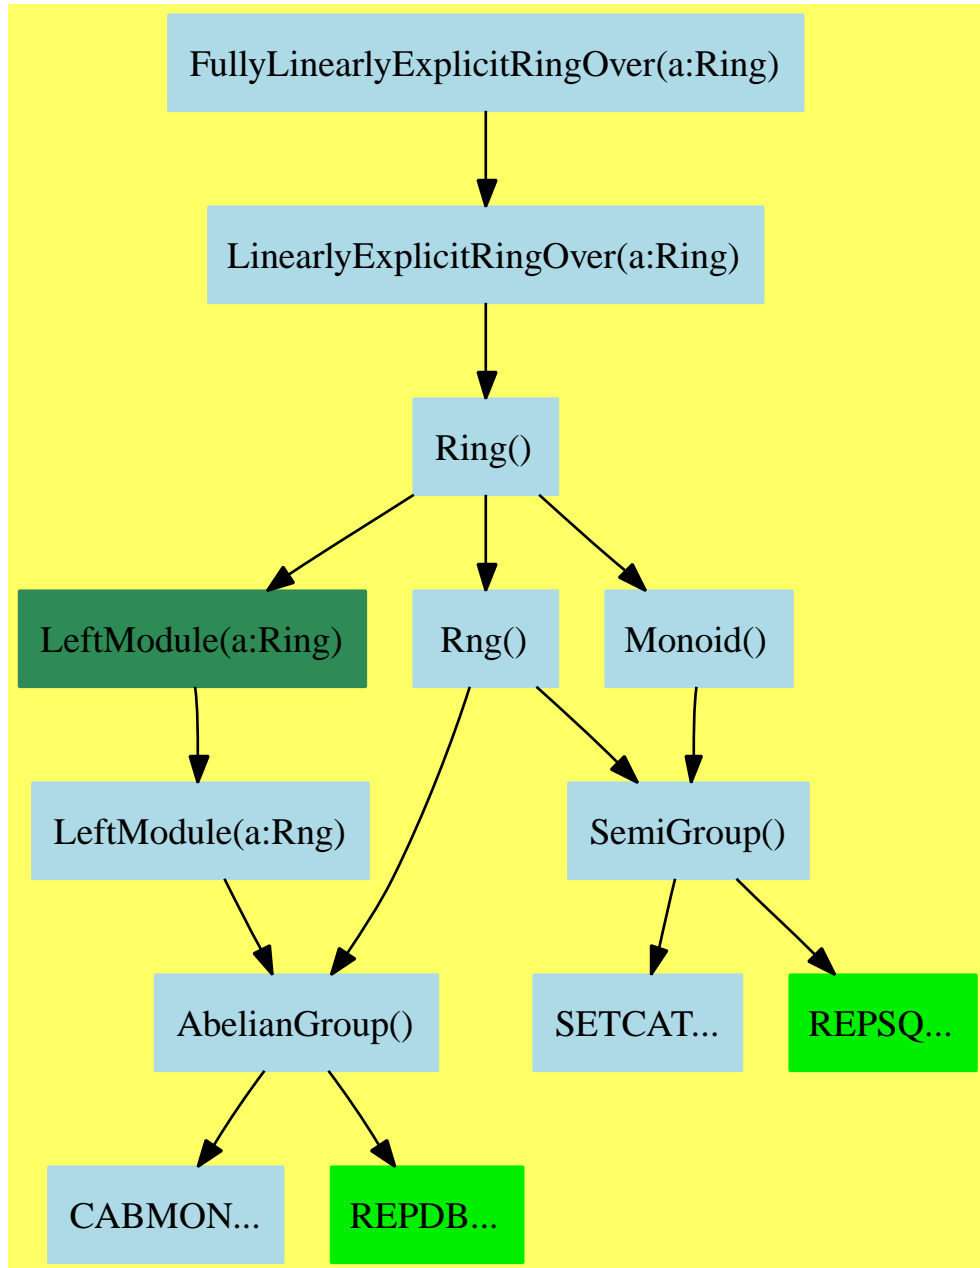 FullyLinearlyExplicitRingOver(a:Ring)
LinearlyExplicitRingOver(a:Ring)
Ring()
LeftModule(a:Ring)
Rng()
Monoid()
LeftModule(a:Rng)
SemiGroup()
AbelianGroup()
SETCAT...
REPSQ...
CABMON...
REPDB...